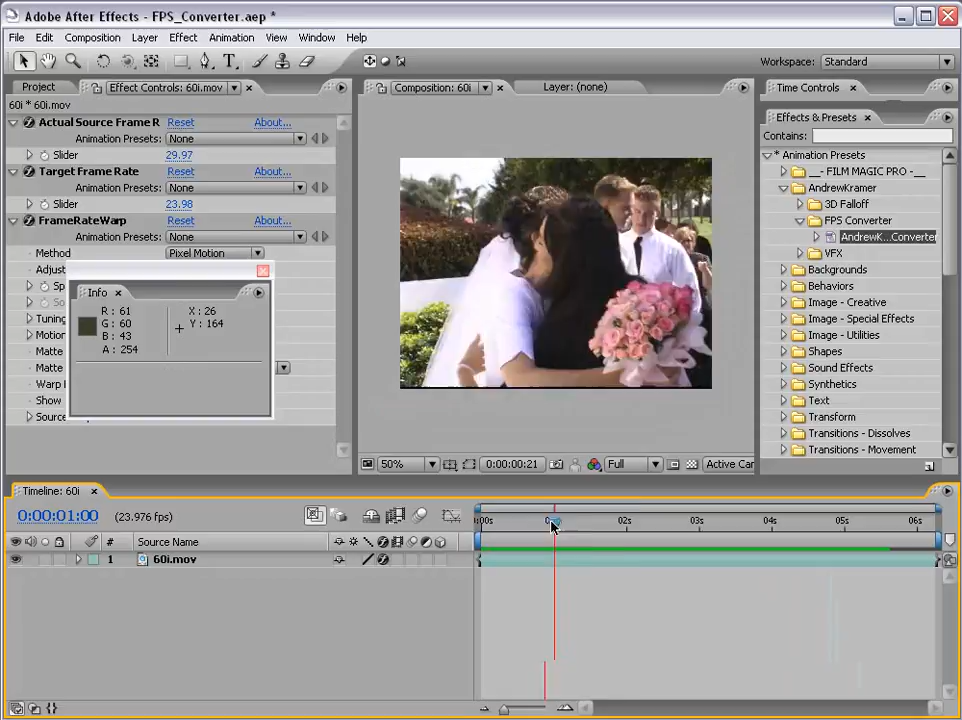 Adobe After Effects - FPS_Converter.aep *
File Edit Composition Layer Effect Animation View Window Help
Workspace: Standard
Project Effect Controls: 60i.mov
60i * 60i.mov
Actual Source Frame R Reset About...
Animation Presets: None
Slider 29.97
Target Frame Rate Reset About...
Animation Presets: None
Slider 23.98
FrameRateWarp Reset About...
Animation Presets: None
Method Pixel Motion
Adjust
Sp
So
Tuning
Motion
Matte
Matte
Warp
Show
Source
Info
R: 61
G: 60
B: 43
A: 254
X: 26
Y: 164
Composition: 60i
Layer: (none)
50% 0:00:00:21 Full Active Car
Time Controls
Effects & Presets
Contains:
* Animation Presets
__- FILM MAGIC PRO -__
AndrewKramer
3D Falloff
FPS Converter
AndrewK...Converter
VFX
Backgrounds
Behaviors
Image - Creative
Image - Special Effects
Image - Utilities
Shapes
Sound Effects
Synthetics
Text
Transform
Transitions - Dissolves
Transitions - Movement
Timeline: 60i
0:00:01:00 (23.976 fps)
:00s 02s 03s 04s 05s 06s
# Source Name
1 60i.mov